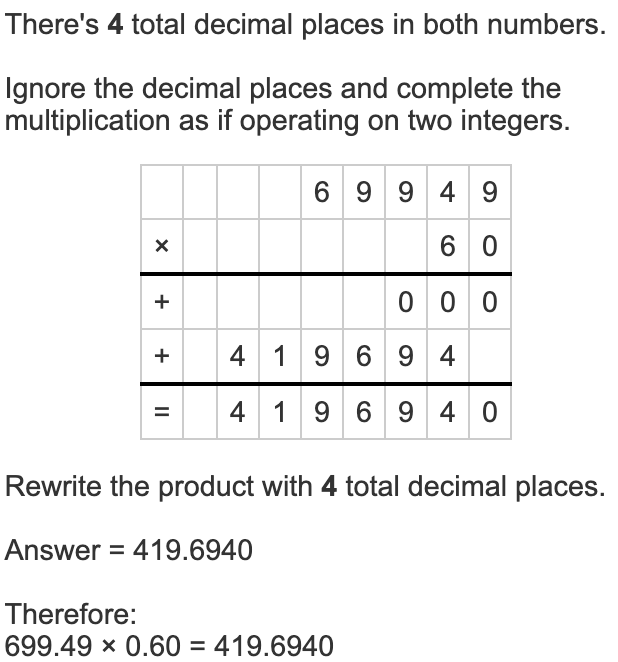 There's 4 total decimal places in both numbers.
Ignore the decimal places and complete the
multiplication as if operating on two integers.
6 9 9 4 9
× 6 0
+ 0 0 0
+ 4 1 9 6 9 4
= 4 1 9 6 9 4 0
Rewrite the product with 4 total decimal places.
Answer = 419.6940
Therefore:
699.49 × 0.60 = 419.6940